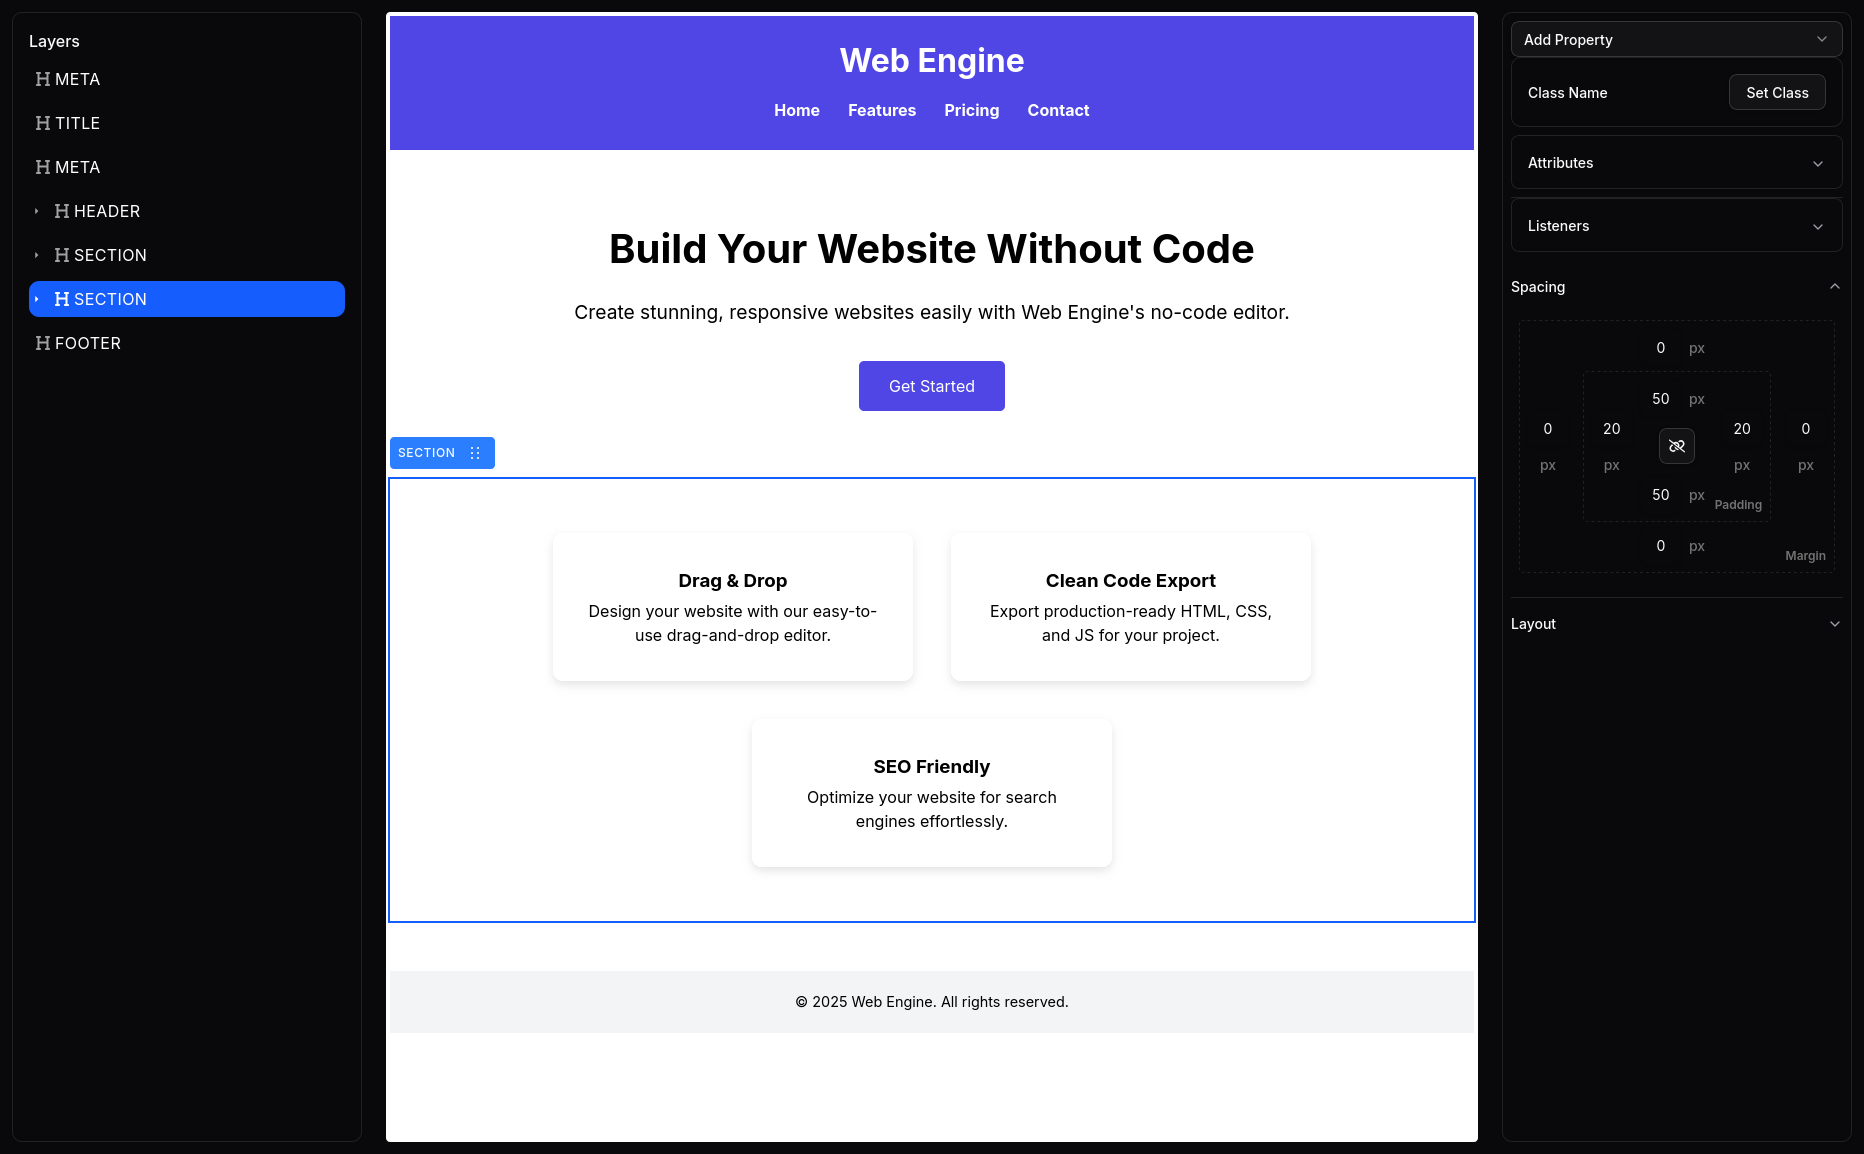 Layers
META
TITLE
META
HEADER
SECTION
SECTION
FOOTER
Web Engine
Home Features Pricing Contact
Build Your Website Without Code
Create stunning, responsive websites easily with Web Engine's no-code editor.
Get Started
SECTION
Drag & Drop
Design your website with our easy-to-
use drag-and-drop editor.
Clean Code Export
Export production-ready HTML, CSS,
and JS for your project.
SEO Friendly
Optimize your website for search
engines effortlessly.
© 2025 Web Engine. All rights reserved.
Add Property
Class Name Set Class
Attributes
Listeners
Spacing
0 px
50 px
0 20 20 0
px px px px
50 px
Padding
0 px
Margin
Layout